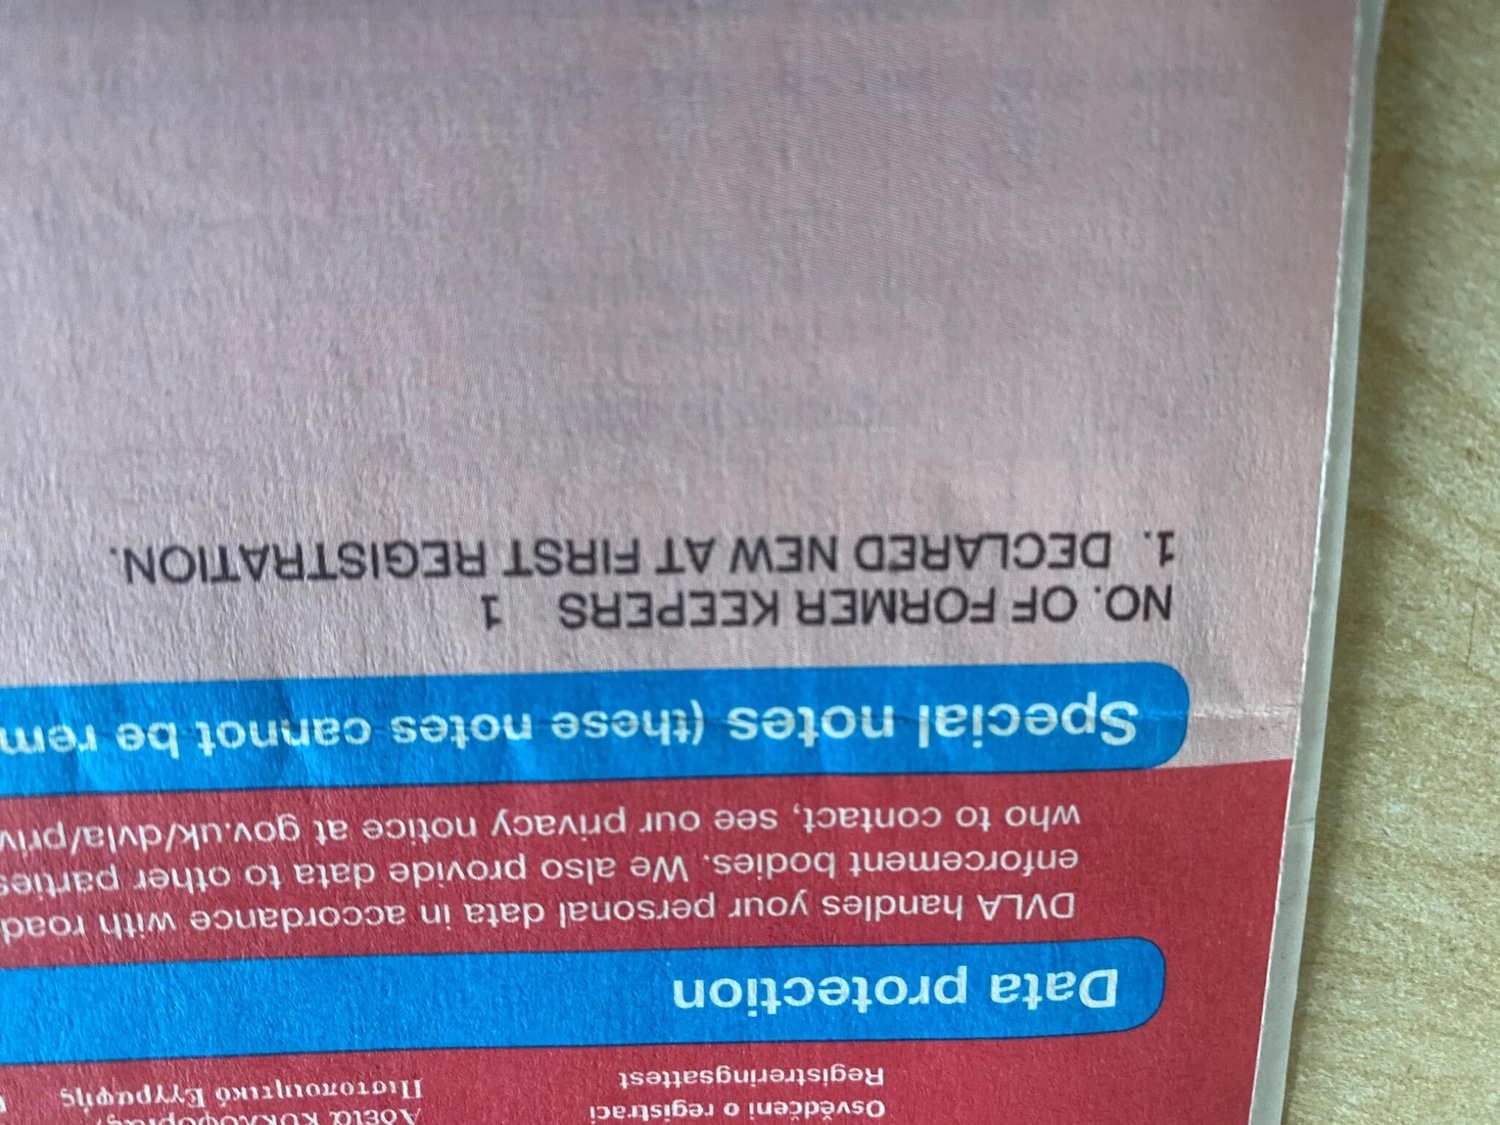 Osvědčeni o registraci
Registreringsattest
Πιστοποιητικό Εγγραφής
Data protection
DVLA handles your personal data in accordance with road
enforcement bodies. We also provide data to other parties
who to contact, see our privacy notice at gov.uk/dvla/priv
Special notes (these notes cannot be rem
NO. OF FORMER KEEPERS 1
1. DECLARED NEW AT FIRST REGISTRATION.